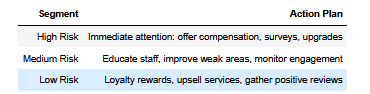 Segment Action Plan
High Risk Immediate attention: offer compensation, surveys, upgrades
Medium Risk Educate staff, improve weak areas, monitor engagement
Low Risk Loyalty rewards, upsell services, gather positive reviews